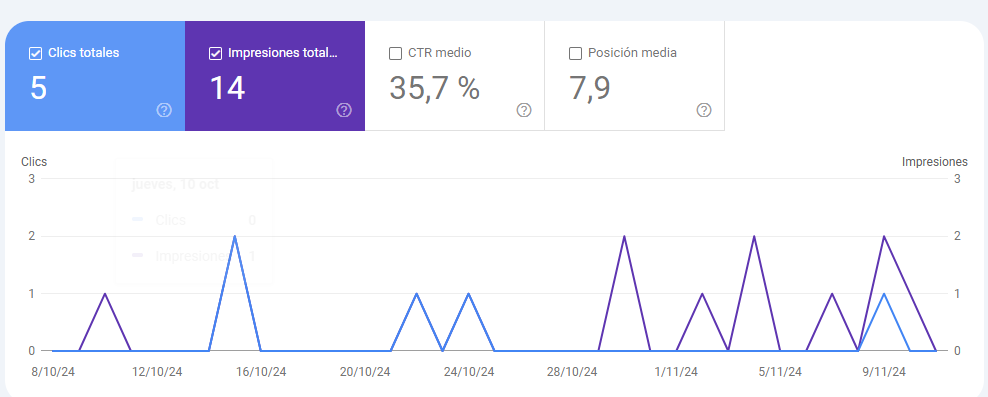 Clics totales
5
Impresiones total...
14
CTR medio
35,7 %
Posición media
7,9
Clics
Impresiones
3
3
jueves, 10 oct
Clics 0
Impresiones 1
2
2
1
1
0
0
8/10/24 12/10/24 16/10/24 20/10/24 24/10/24 28/10/24 1/11/24 5/11/24 9/11/24